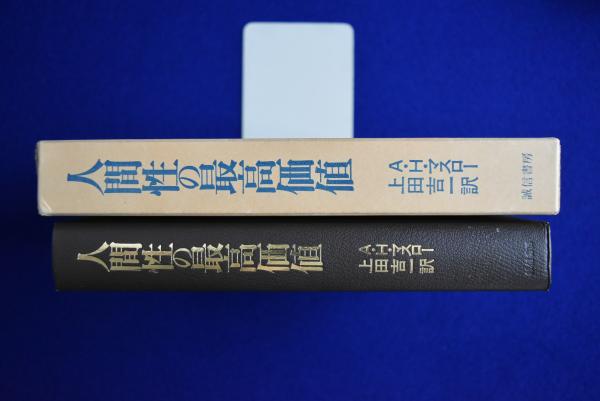 人間性の最高価値
A・H・マスロー
上田吉一訳
誠信書房
人間性の最高価値
A・H・マスロー
上田吉一訳